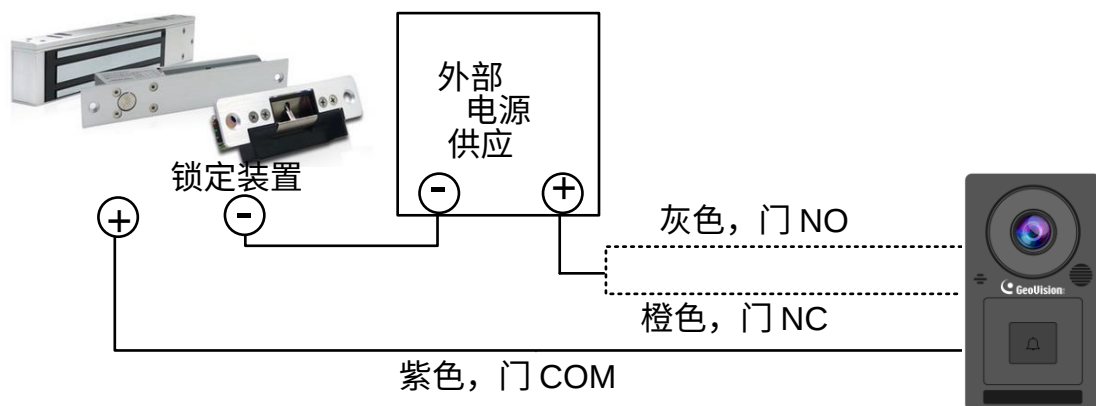 外部
电源
供应
锁定装置
-
+
+
-
灰色，门 NO
GeoVision
橙色，门 NC
紫色，门 COM